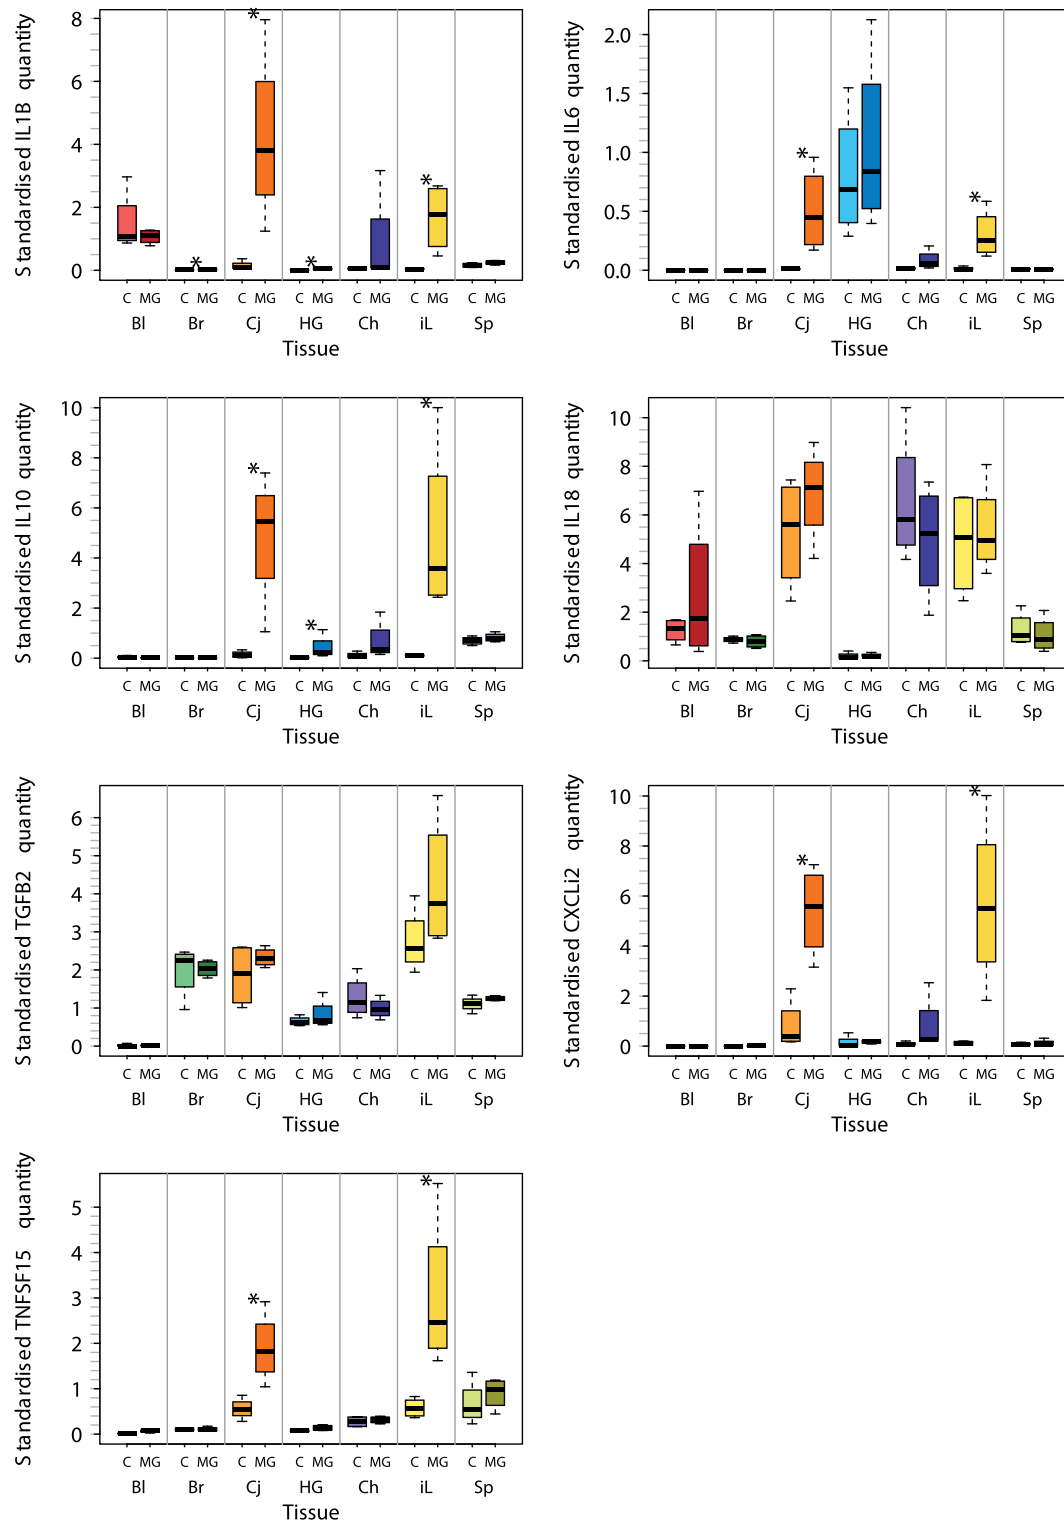 Standardised IL1B quantity
8
6
4
2
0
* * * * *
C MG C MG C MG C MG C MG C MG C MG
Bl Br Cj HG Ch iL Sp
Tissue
Standardised IL6 quantity
2.0
1.5
1.0
0.5
0.0
* *
C MG C MG C MG C MG C MG C MG C MG
Bl Br Cj HG Ch iL Sp
Tissue
Standardised IL10 quantity
10
8
6
4
2
0
* * *
C MG C MG C MG C MG C MG C MG C MG
Bl Br Cj HG Ch iL Sp
Tissue
Standardised IL18 quantity
10
8
6
4
2
0
C MG C MG C MG C MG C MG C MG C MG
Bl Br Cj HG Ch iL Sp
Tissue
Standardised TGFB2 quantity
6
5
4
3
2
1
0
C MG C MG C MG C MG C MG C MG C MG
Bl Br Cj HG Ch iL Sp
Tissue
Standardised CXCLi2 quantity
10
8
6
4
2
0
* *
C MG C MG C MG C MG C MG C MG C MG
Bl Br Cj HG Ch iL Sp
Tissue
Standardised TNFSF15 quantity
5
4
3
2
1
0
* *
C MG C MG C MG C MG C MG C MG C MG
Bl Br Cj HG Ch iL Sp
Tissue